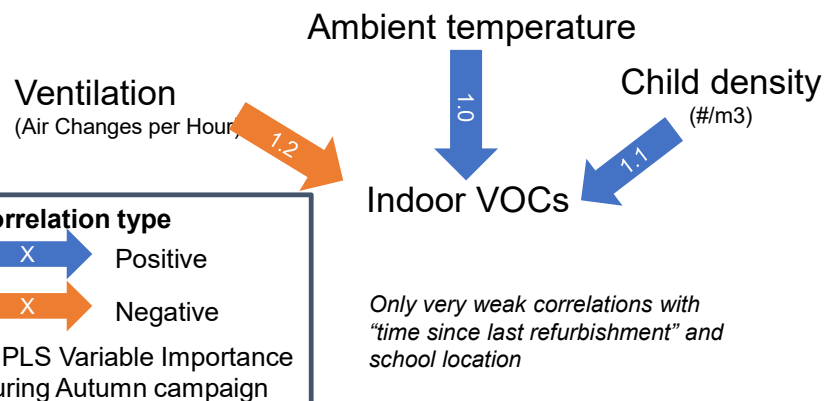 Ambient temperature
Ventilation
(Air Changes per Hour)
Child density
(#/m3)
1.2
1.0
1.1
Indoor VOCs
orrelation type
X Positive
X Negative
PLS Variable Importance
uring Autumn campaign
Only very weak correlations with
“time since last refurbishment” and
school location